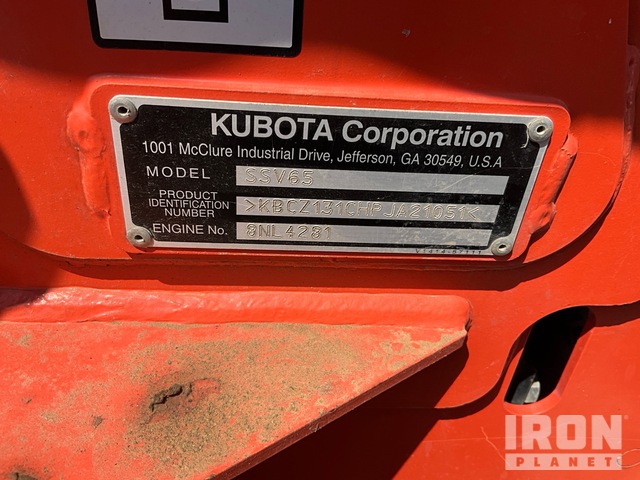 KUBOTA Corporation
1001 McClure Industrial Drive, Jefferson, GA 30549, U.S.A
MODEL SSV65
PRODUCT
IDENTIFICATION
NUMBER >KBCZ131CHPJA21051<
ENGINE No. 8NL4281
IRON
PLANET